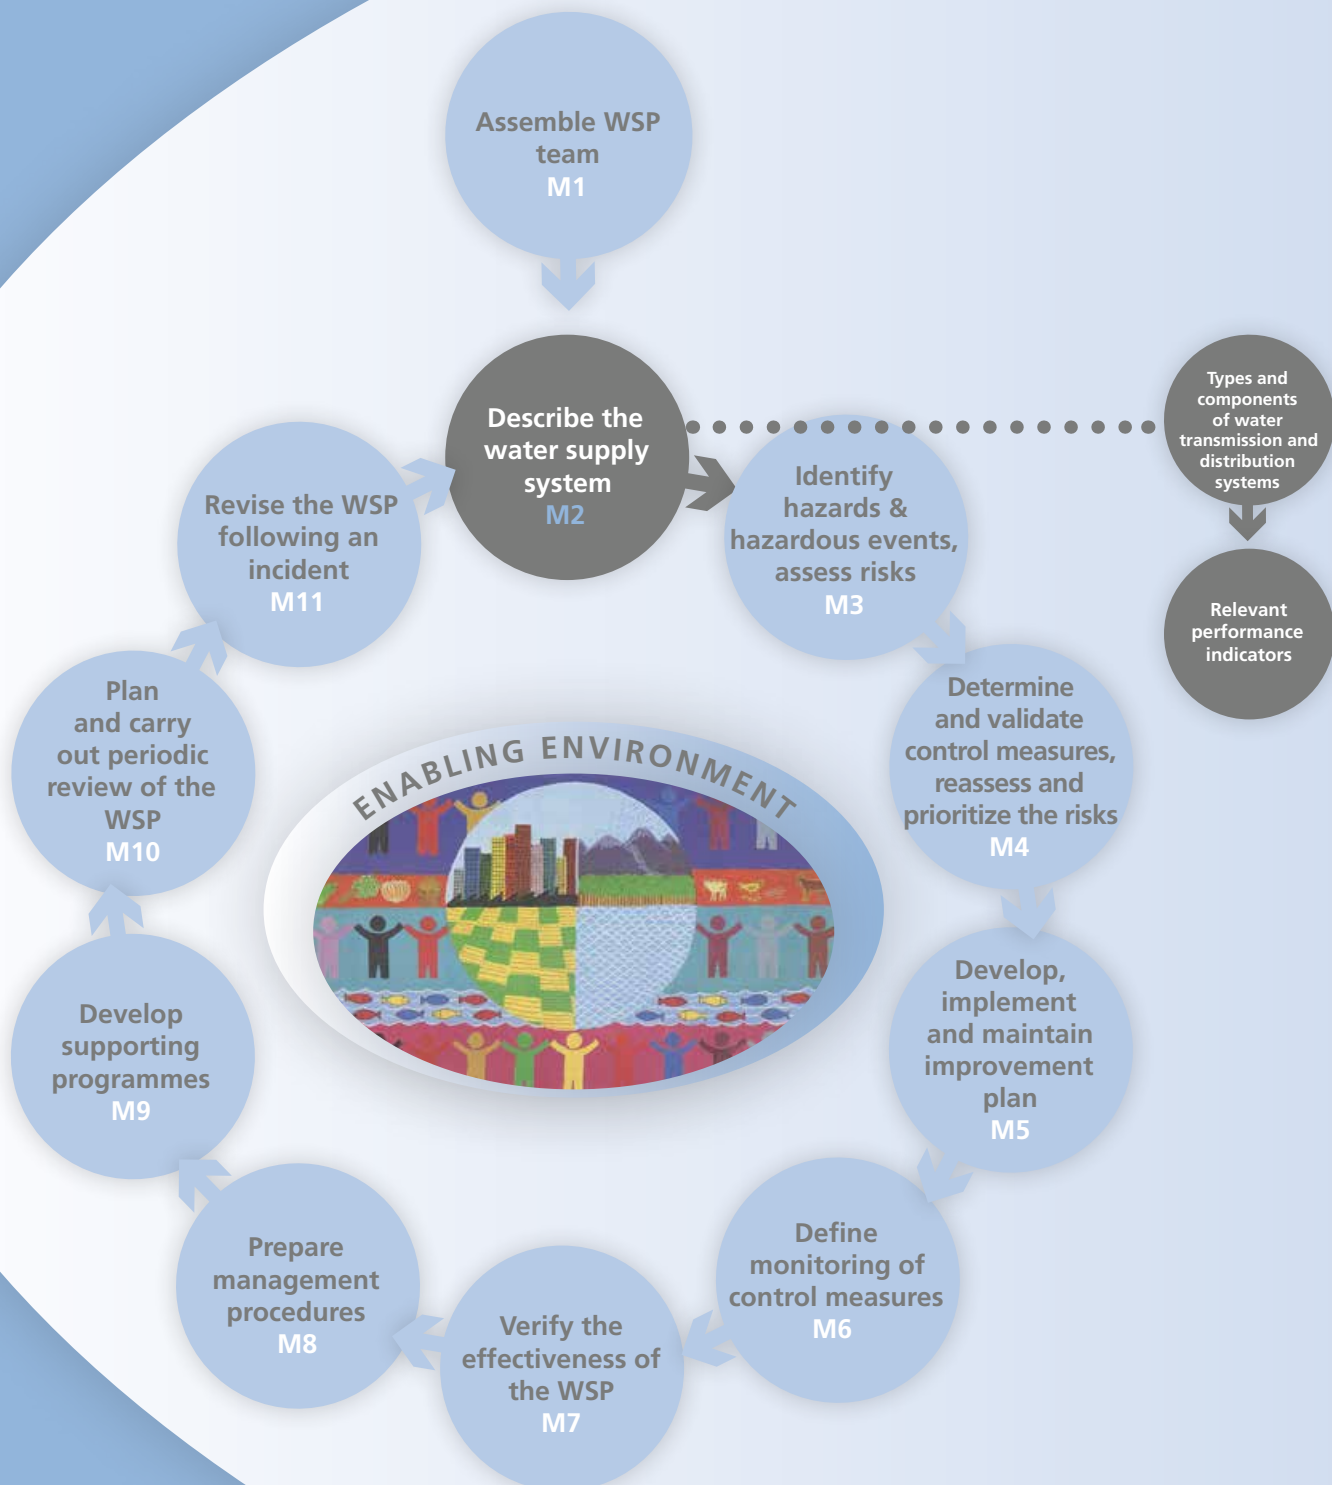 Assemble WSP
team
M1
Describe the
water supply
system
M2
Types and
components
of water
transmission and
distribution
systems
Relevant
performance
indicators
Identify
hazards &
hazardous events,
assess risks
M3
Determine
and validate
control measures,
reassess and
prioritize the risks
M4
Develop,
implement
and maintain
improvement
plan
M5
Define
monitoring of
control measures
M6
Verify the
effectiveness of
the WSP
M7
Prepare
management
procedures
M8
Develop
supporting
programmes
M9
Plan
and carry
out periodic
review of the
WSP
M10
Revise the WSP
following an
incident
M11
ENABLING ENVIRONMENT